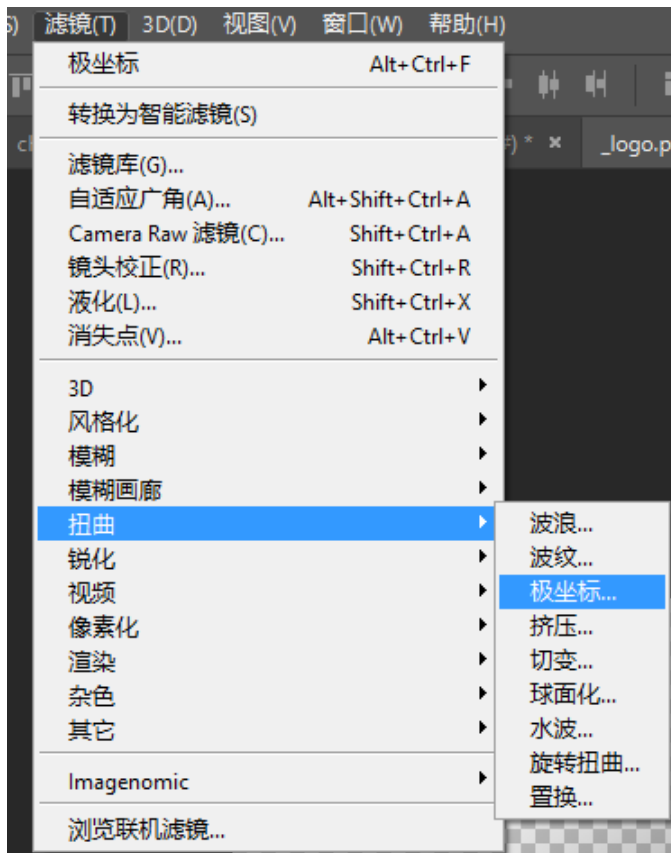 S) 滤镜(T) 3D(D) 视图(V) 窗口(W) 帮助(H)
极坐标 Alt+Ctrl+F
转换为智能滤镜(S)
#) * × _logo.p
滤镜库(G)...
自适应广角(A)... Alt+Shift+Ctrl+A
Camera Raw 滤镜(C)... Shift+Ctrl+A
镜头校正(R)... Shift+Ctrl+R
液化(L)... Shift+Ctrl+X
消失点(V)... Alt+Ctrl+V
3D
风格化
模糊
模糊画廊
扭曲
锐化
视频
像素化
渲染
杂色
其它
Imagenomic
浏览联机滤镜...
波浪...
波纹...
极坐标...
挤压...
切变...
球面化...
水波...
旋转扭曲...
置换...